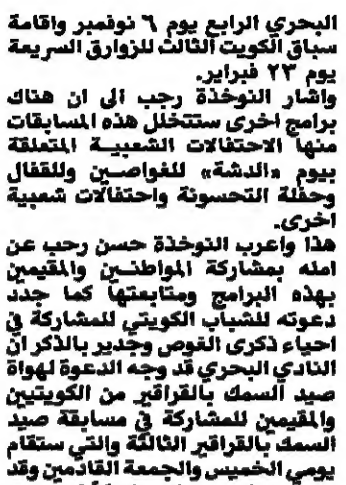 البحري الرابع يوم ٦ نوفمبر واقامة
سباق الكويت الثالث للزوارق السريعة
يوم ٢٣ فبراير.
واشار النوخذة رجب الى ان هناك
برامج اخرى ستتخلل هذه المسابقات
منها الاحتفالات الشعبية المتعلقة
بيوم «الدشة» للغواصين وللقفال
وحفلة التحسونة واحتفالات شعبية
اخرى.
هذا واعرب النوخذة حسن رحب عن
امله بمشاركة المواطنين والمقيمين
بهذه البرامج ومتابعتها كما جدد
دعوته للشباب الكويتي للمشاركة في
احياء ذكرى الغوص وجدير بالذكر ان
النادي البحري قد وجه الدعوة لهواة
صيد السمك بالقراقير من الكويتيين
والمقيمين للمشاركة في مسابقة صيد
السمك بالقراقير الثالثة والتي ستقام
يومي الخميس والجمعة القادمين وقد